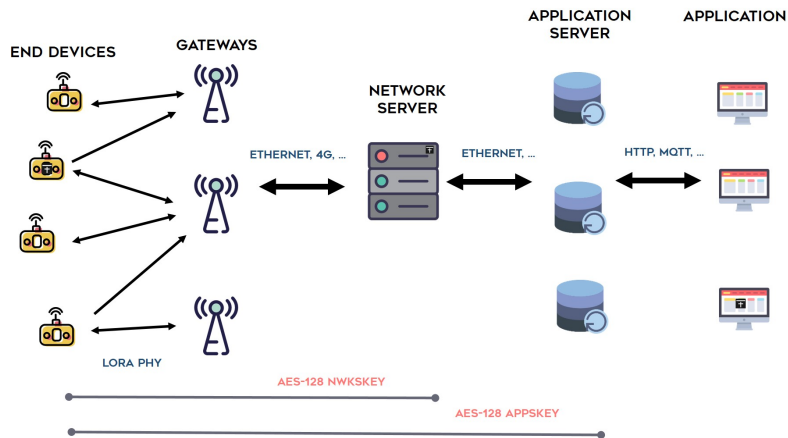 END DEVICES
GATEWAYS
NETWORK
SERVER
APPLICATION
SERVER
APPLICATION
ETHERNET, 4G, ...
ETHERNET, ...
HTTP, MQTT, ...
LORA PHY
AES-128 NWKSKEY
AES-128 APPSKEY